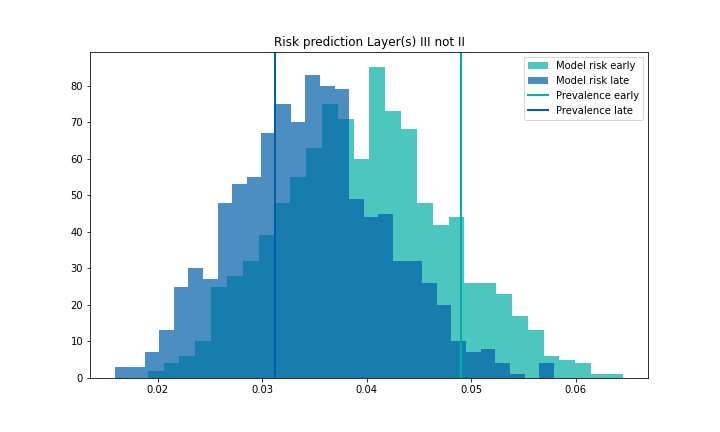 Risk prediction Layer(s) III not II
Model risk early
Model risk late
Prevalence early
Prevalence late
80
70
60
50
40
30
20
10
0
0.02 0.03 0.04 0.05 0.06